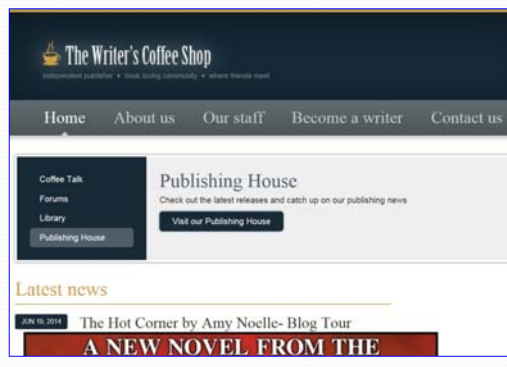 The Writer's Coffee Shop
independent publisher • book loving community • where friends meet
Home About us Our staff Become a writer Contact us
Coffee Talk
Forums
Library
Publishing House
Publishing House
Check out the latest releases and catch up on our publishing news
Visit our Publishing House
Latest news
JUN 19, 2014
The Hot Corner by Amy Noelle- Blog Tour
A NEW NOVEL FROM THE